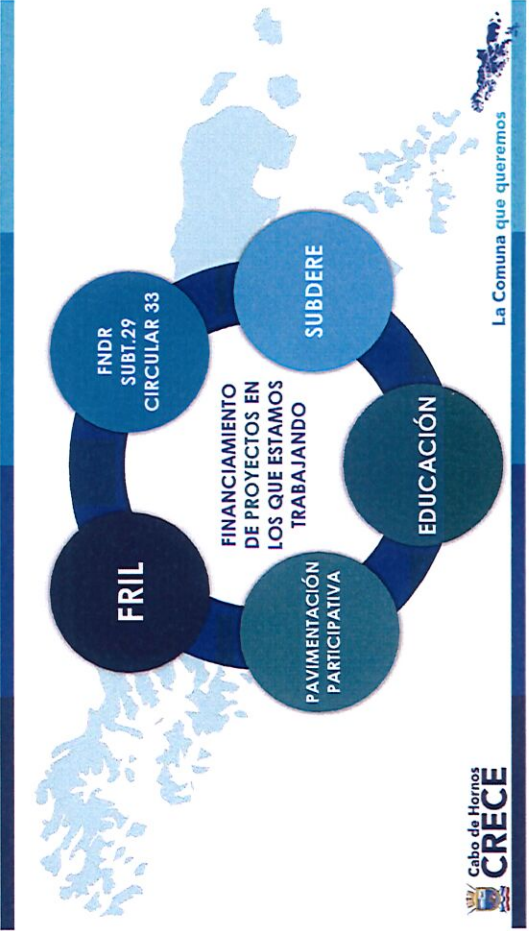 FRIL
FNDR
SUBT.29
CIRCULAR 33
FINANCIAMIENTO
DE PROYECTOS EN
LOS QUE ESTAMOS
TRABAJANDO
PAVIMENTACIÓN
PARTICIPATIVA
SUBDERE
EDUCACIÓN
Cabo de Hornos
CRECE
La Comuna que queremos